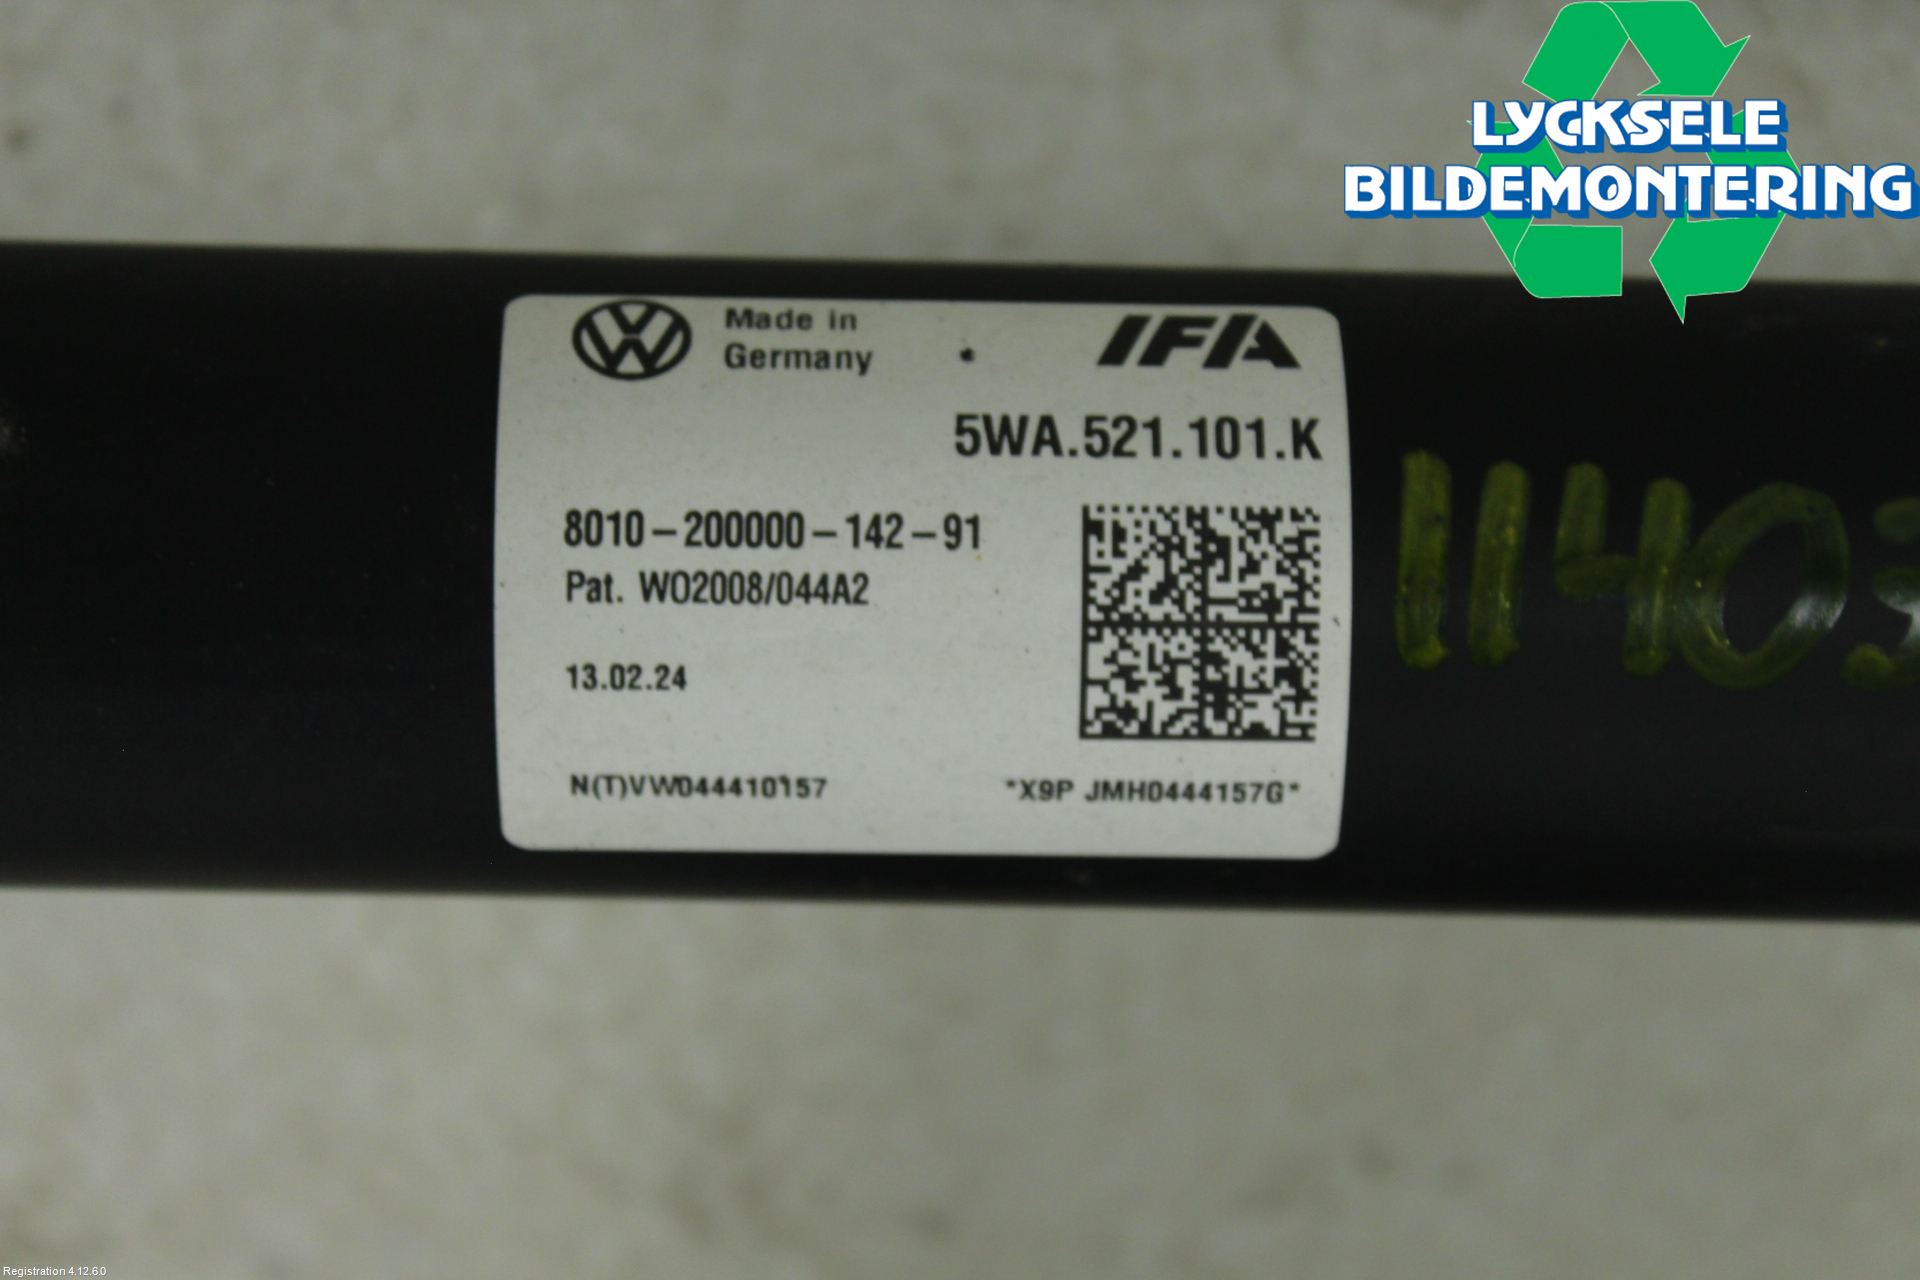 LYCKSELE
BILDEMONTERING
Made in
Germany
IFA
5WA.521.101.K
8010-200000-142-91
Pat. WO2008/044A2
13.02.24
N(T)VW044410157
*X9P JMH0444157G*
11403
Registration 4.12.6.0